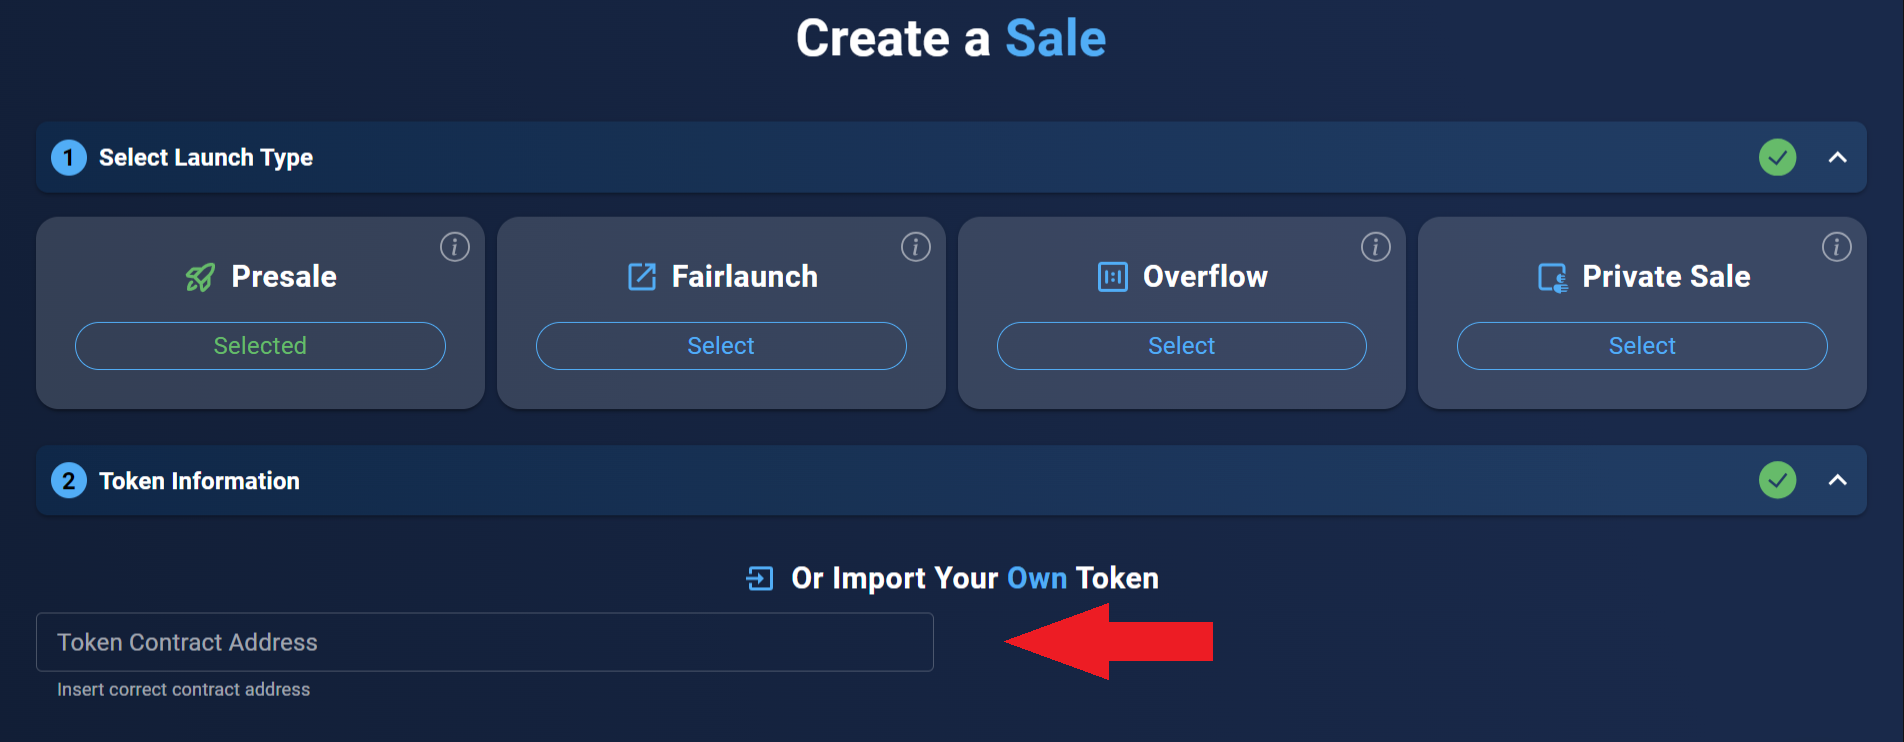 Create a Sale
1 Select Launch Type
Presale
Selected
Fairlaunch
Select
Overflow
Select
Private Sale
Select
2 Token Information
Or Import Your Own Token
Token Contract Address
Insert correct contract address